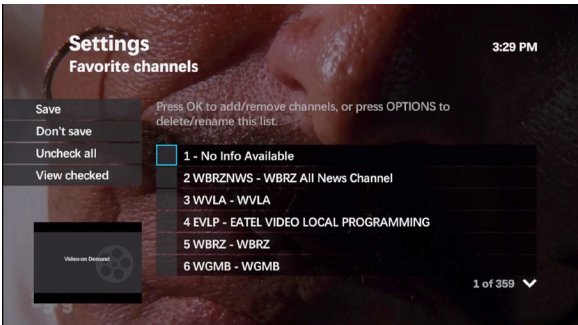 Settings
Favorite channels
3:29 PM
Save
Don't save
Uncheck all
View checked
Press OK to add/remove channels, or press OPTIONS to
delete/rename this list.
1 - No Info Available
2 WBRZNWS - WBRZ All News Channel
3 WVLA - WVLA
4 EVLP - EATEL VIDEO LOCAL PROGRAMMING
5 WBRZ - WBRZ
6 WGMB - WGMB
Video on Demand
1 of 359